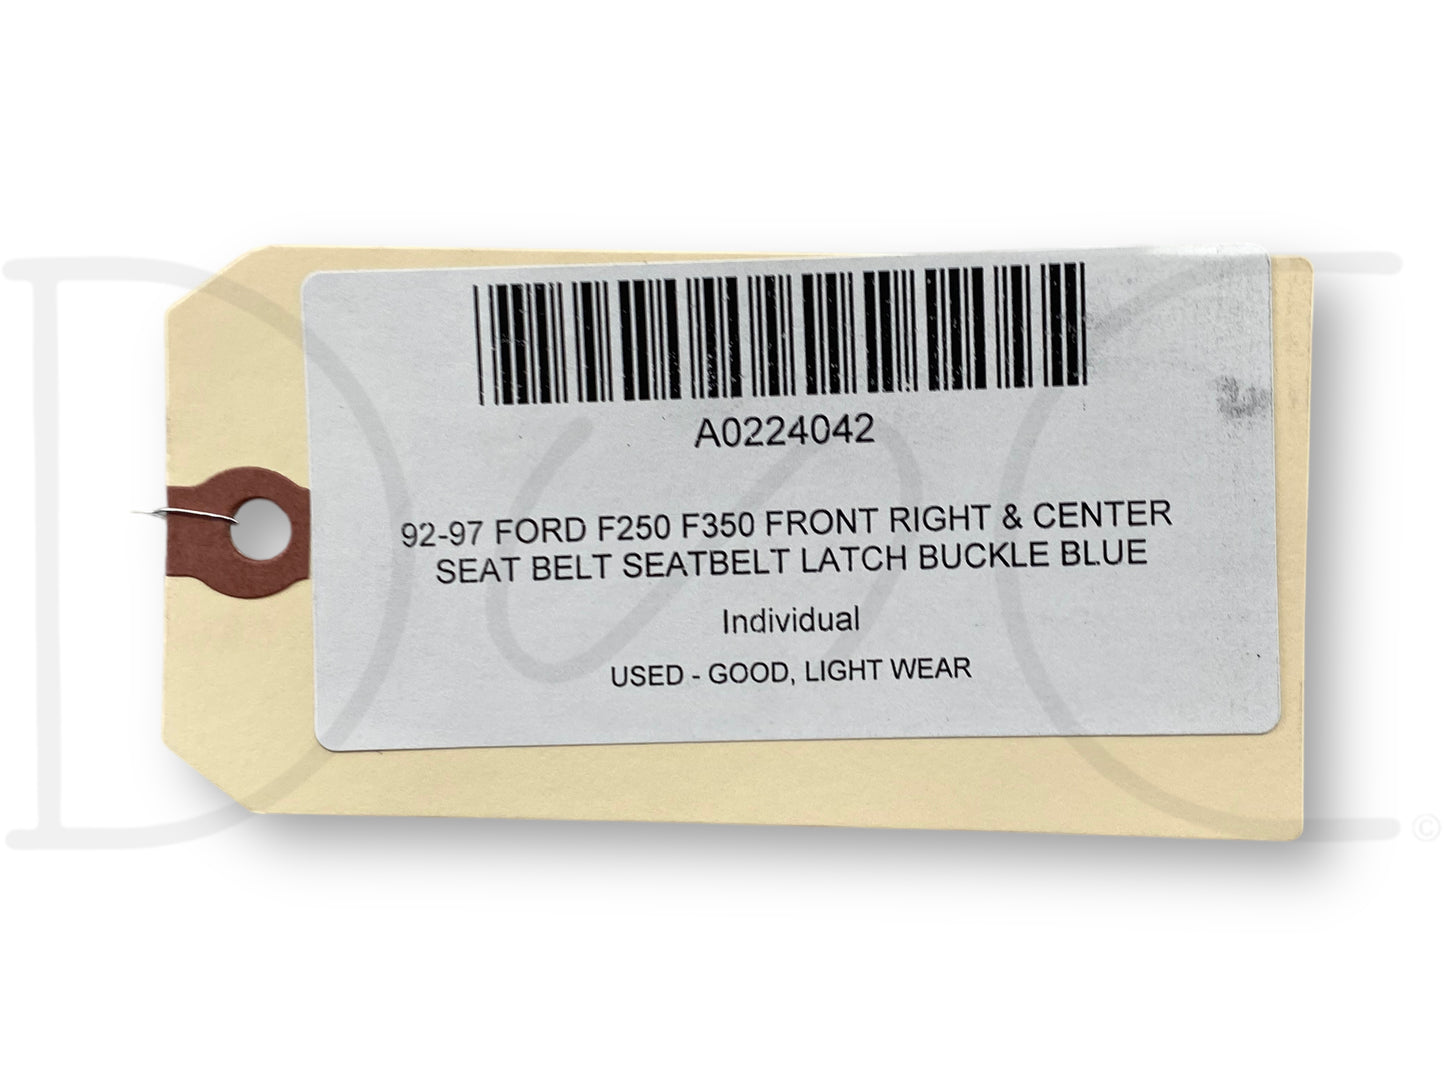 A0224042
92-97 FORD F250 F350 FRONT RIGHT & CENTER
SEAT BELT SEATBELT LATCH BUCKLE BLUE
Individual
USED - GOOD, LIGHT WEAR
©